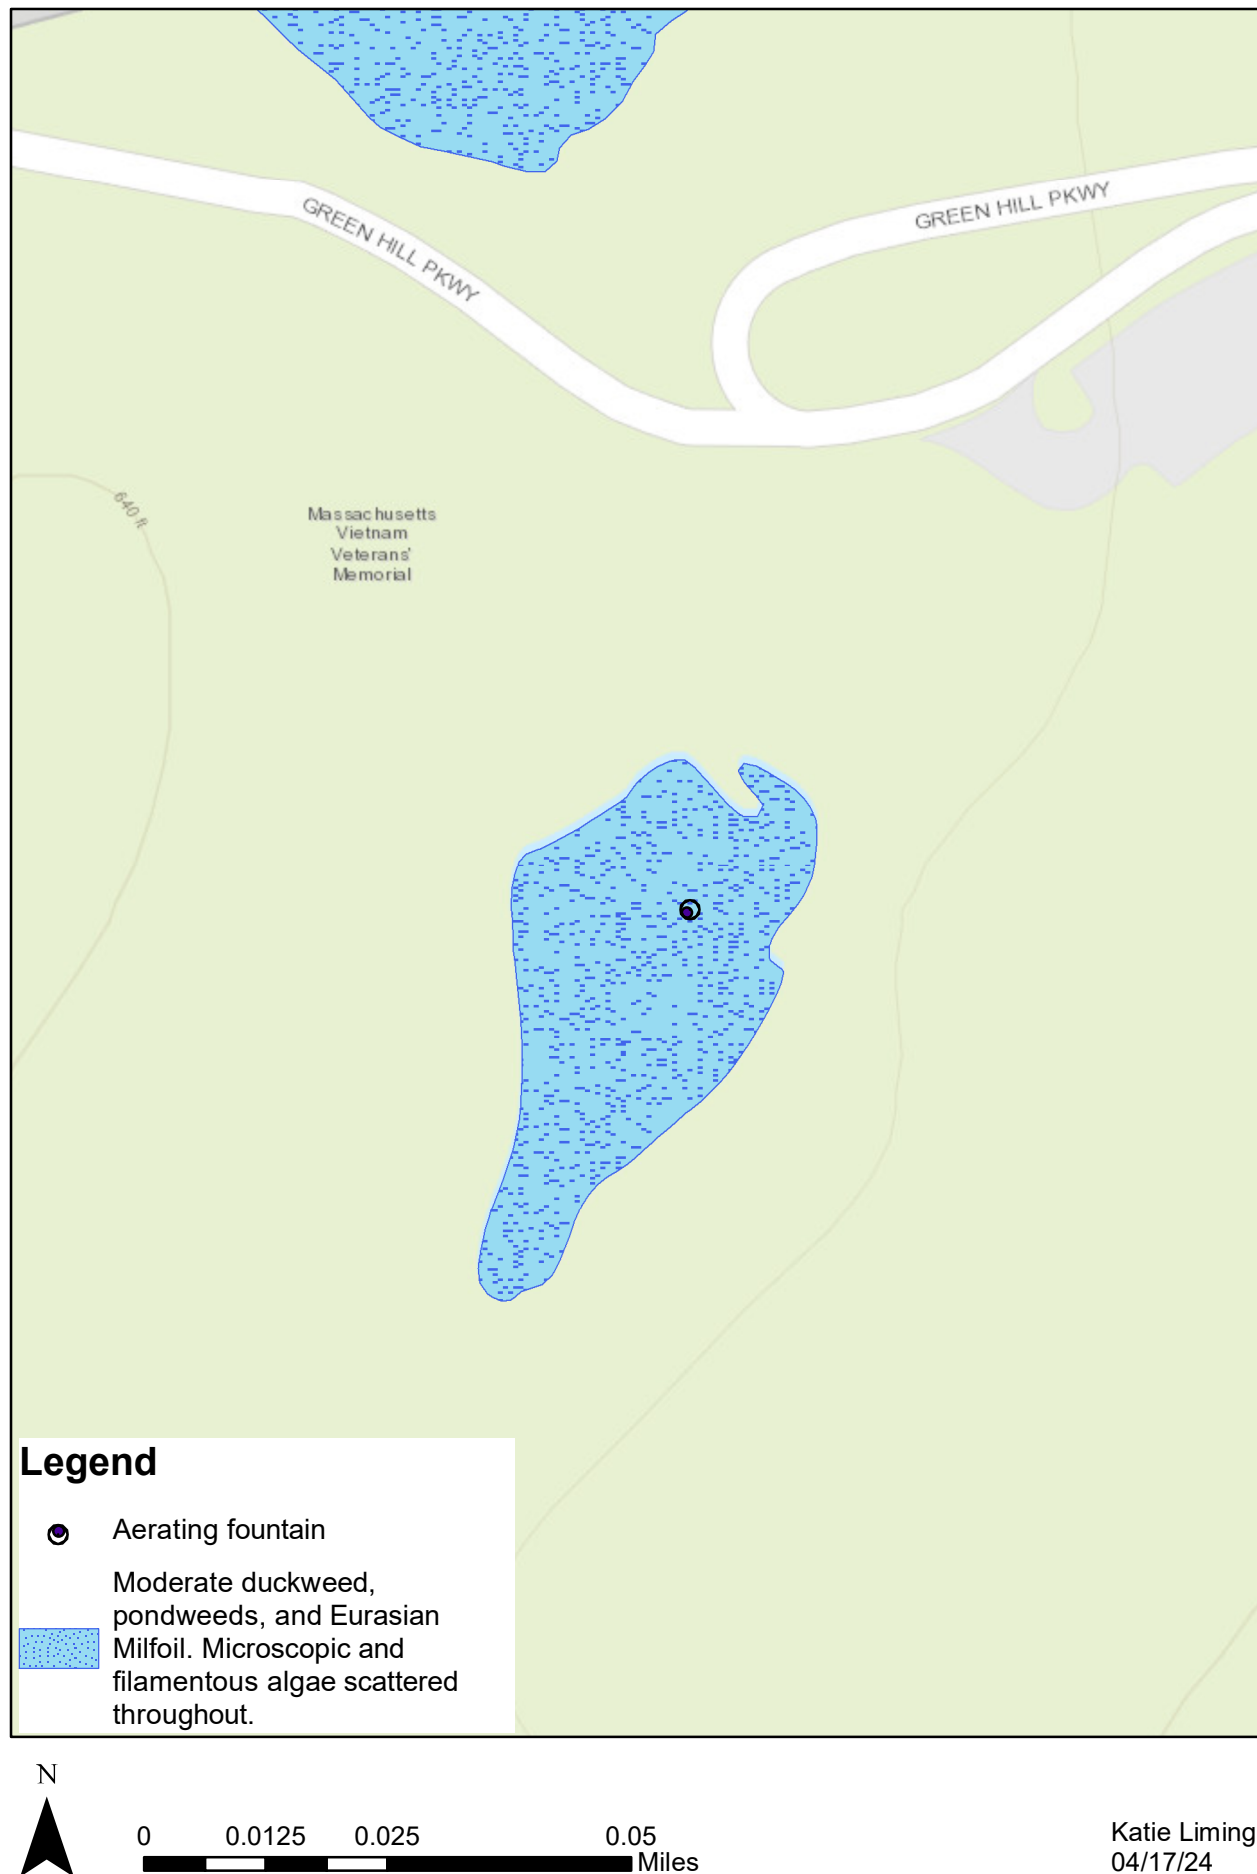 GREEN HILL PKWY
GREEN HILL PKWY
640 ft
Massachusetts
Vietnam
Veterans'
Memorial
Legend
Aerating fountain
Moderate duckweed,
pondweeds, and Eurasian
Milfoil. Microscopic and
filamentous algae scattered
throughout.
N
0 0.0125 0.025 0.05
Miles
Katie Liming
04/17/24